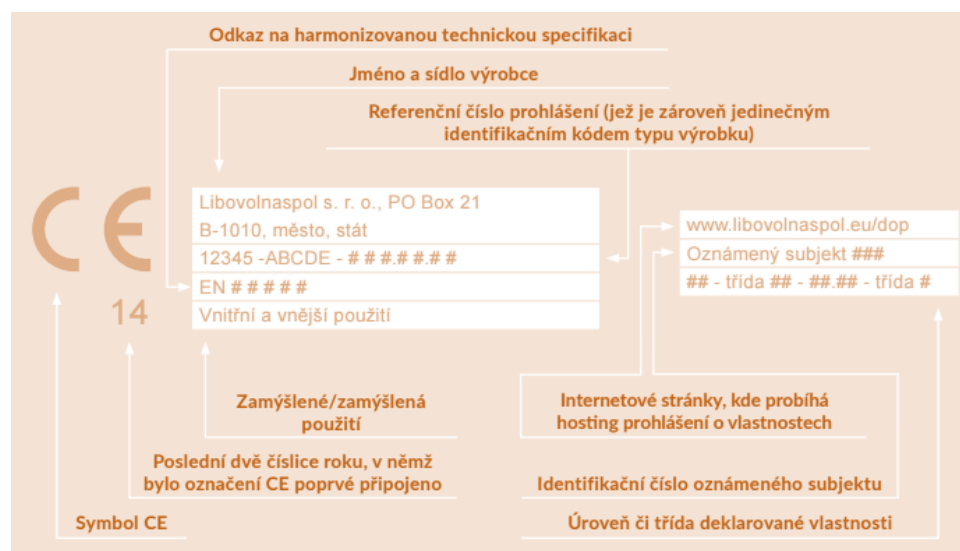 Odkaz na harmonizovanou technickou specifikaci
Jméno a sídlo výrobce
Referenční číslo prohlášení (jež je zároveň jedinečným
identifikačním kódem typu výrobku)
CE
14
Libovolnaspol s. r. o., PO Box 21
B-1010, město, stát
12345 -ABCDE - # # #.# #.# #
EN # # # # #
Vnitřní a vnější použití
www.libovolnaspol.eu/dop
Oznámený subjekt ###
## - třída ## - ##.## - třída #
Zamýšlené/zamýšlená
použití
Internetové stránky, kde probíhá
hosting prohlášení o vlastnostech
Poslední dvě číslice roku, v němž
bylo označení CE poprvé připojeno
Identifikační číslo oznámeného subjektu
Symbol CE
Úroveň či třída deklarované vlastnosti